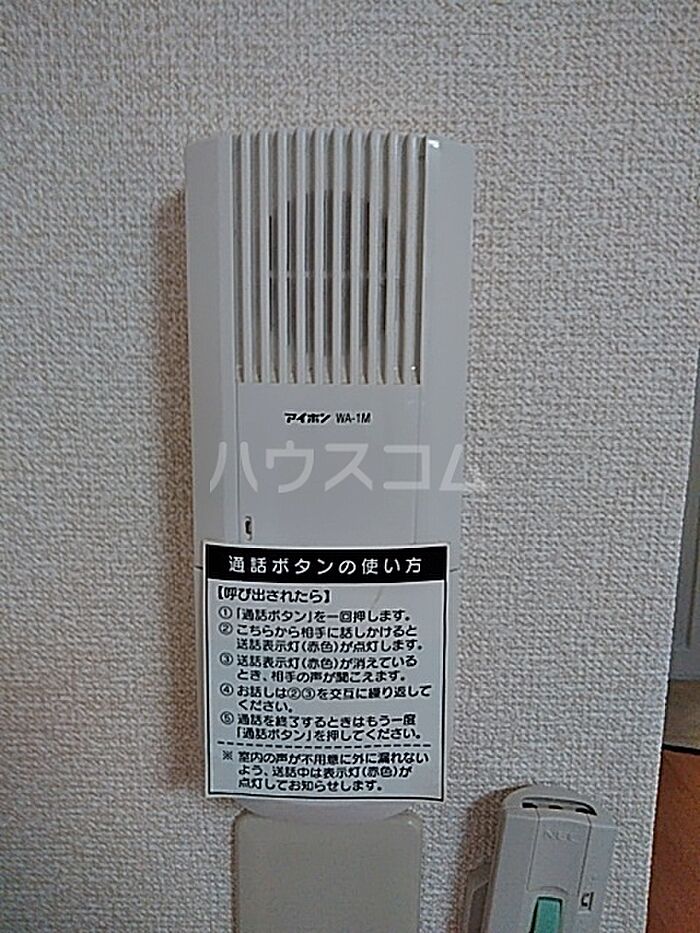 アイホン WA-1M
ハウスコム
通話ボタンの使い方
【呼び出されたら】
①「通話ボタン」を一回押します。
②こちらから相手に話しかけると
送話表示灯(赤色)が点灯します。
③送話表示灯(赤色)が消えている
とき、相手の声が聞こえます。
④お話しは②③を交互に繰り返して
ください。
⑤通話を終了するときはもう一度
「通話ボタン」を押してください。
※ 室内の声が不用意に外に漏れない
よう、送話中は表示灯(赤色)が
点灯してお知らせします。
NEC